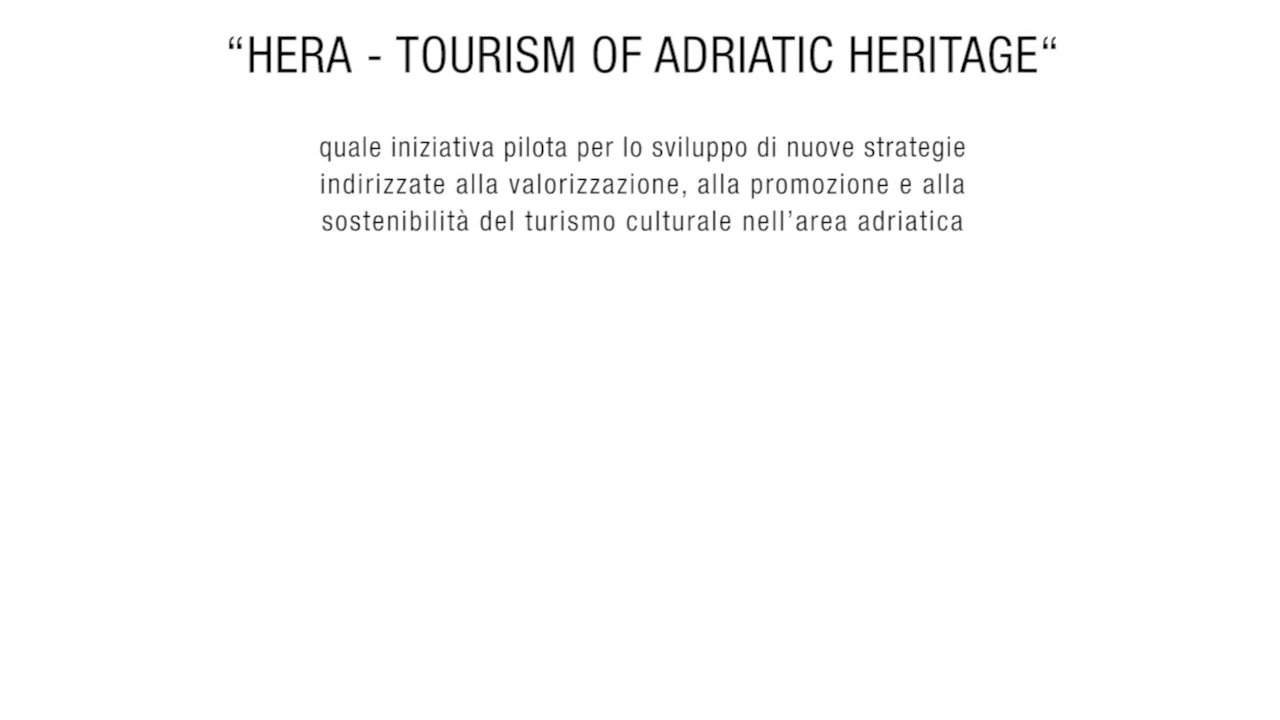 “HERA - TOURISM OF ADRIATIC HERITAGE“
quale iniziativa pilota per lo sviluppo di nuove strategie
indirizzate alla valorizzazione, alla promozione e alla
sostenibilità del turismo culturale nell’area adriatica